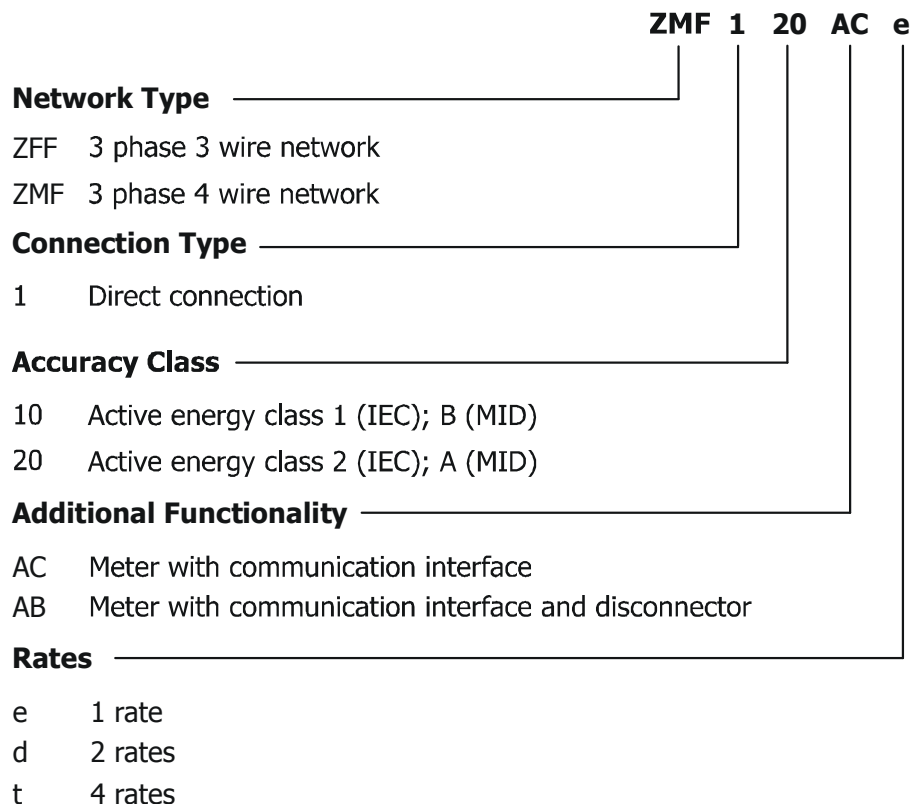 ZMF 1 20 AC e
Network Type
ZFF 3 phase 3 wire network
ZMF 3 phase 4 wire network
Connection Type
1 Direct connection
Accuracy Class
10 Active energy class 1 (IEC); B (MID)
20 Active energy class 2 (IEC); A (MID)
Additional Functionality
AC Meter with communication interface
AB Meter with communication interface and disconnector
Rates
e 1 rate
d 2 rates
t 4 rates